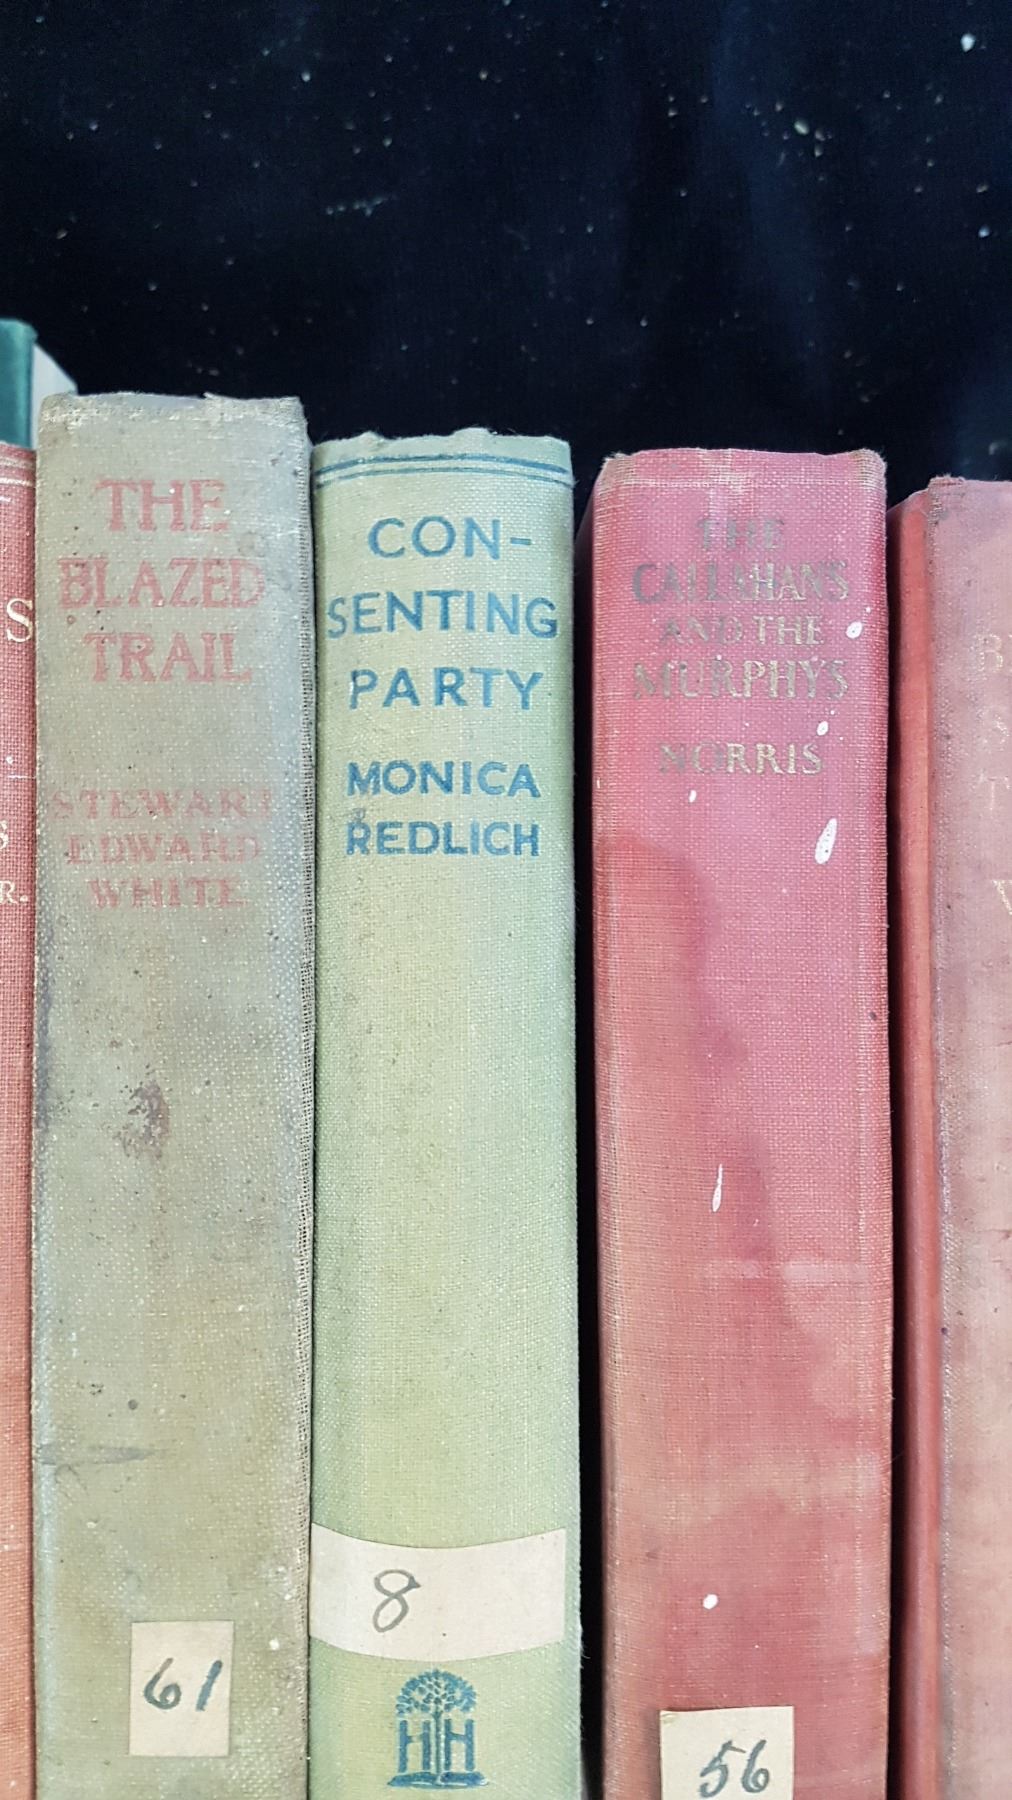 S
S
R.
THE
BLAZED
TRAIL
STEWART
EDWARD
WHITE
61
CON-
SENTING
PARTY
MONICA
REDLICH
8
HH
THE
CALLAHANS
AND THE
MURPHYS
NORRIS
56